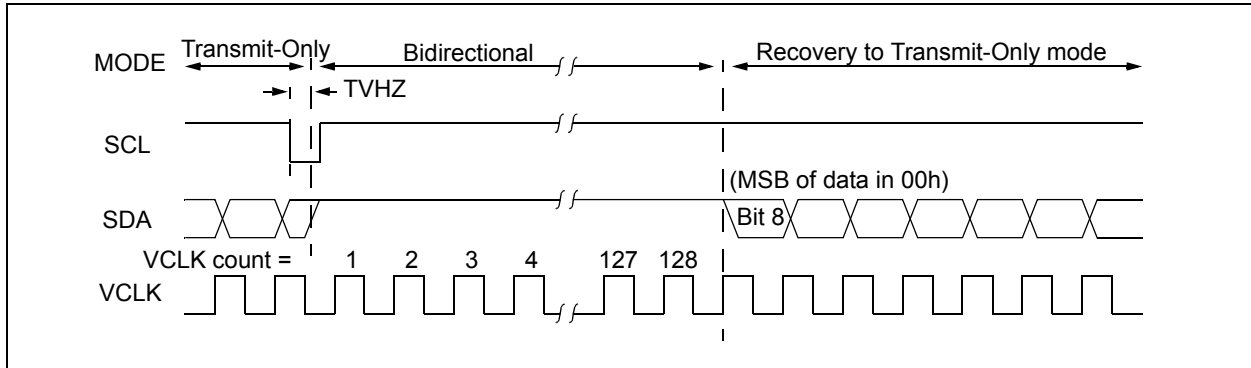 MODE Transmit-Only Bidirectional Recovery to Transmit-Only mode
TVHZ
SCL
(MSB of data in 00h)
SDA Bit 8
VCLK count = 1 2 3 4 127 128
VCLK